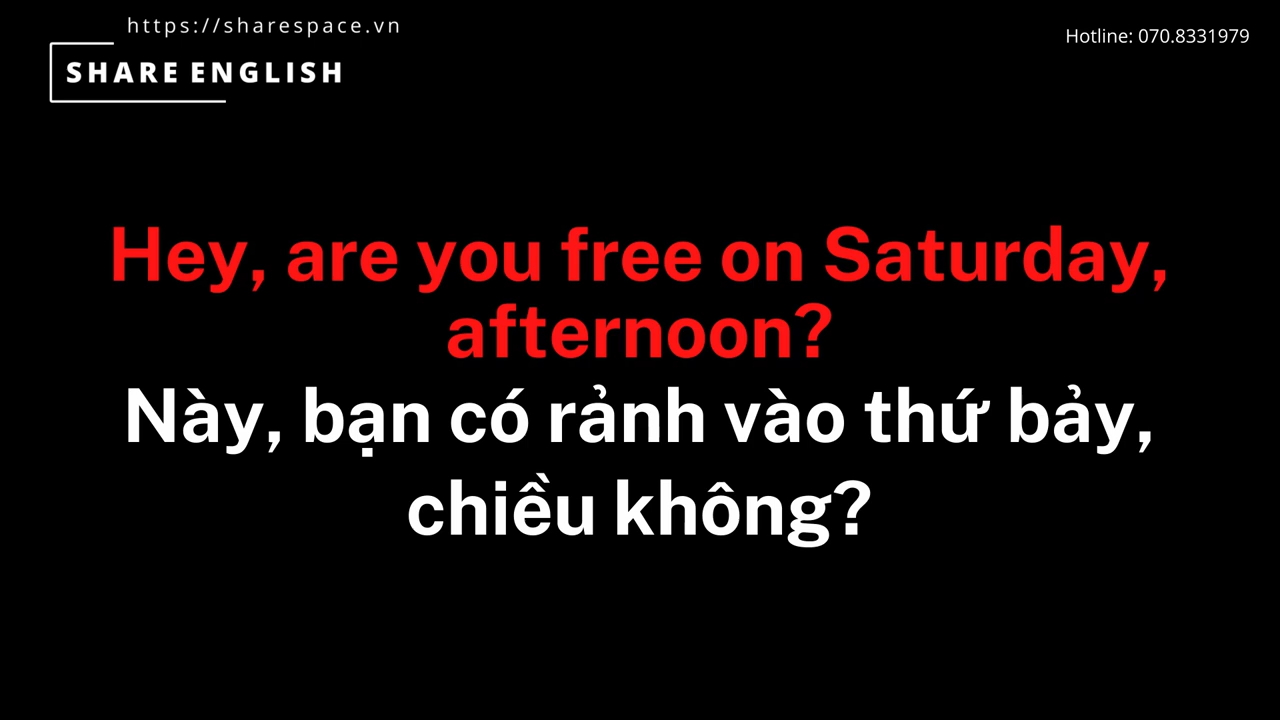 https://sharespace.vn
Hotline: 070.8331979
SHARE ENGLISH
Hey, are you free on Saturday,
afternoon?
Này, bạn có rảnh vào thứ bảy,
chiều không?